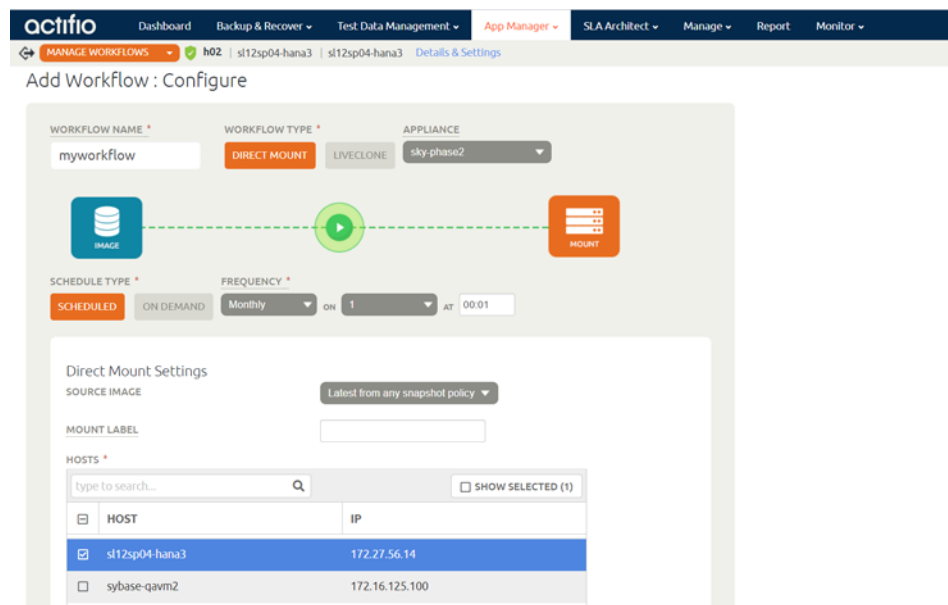 actifio Dashboard Backup & Recover Test Data Management App Manager SLA Architect Manage Report Monitor
MANAGE WORKFLOWS h02 | sl12sp04-hana3 | sl12sp04-hana3 Details & Settings
Add Workflow : Configure
WORKFLOW NAME * WORKFLOW TYPE * APPLIANCE
myworkflow DIRECT MOUNT LIVECLONE sky-phase2
IMAGE MOUNT
SCHEDULE TYPE * FREQUENCY *
SCHEDULED ON DEMAND Monthly ON 1 AT 00:01
Direct Mount Settings
SOURCE IMAGE Latest from any snapshot policy
MOUNT LABEL
HOSTS *
type to search... SHOW SELECTED (1)
HOST IP
sl12sp04-hana3 172.27.56.14
sybase-qavm2 172.16.125.100